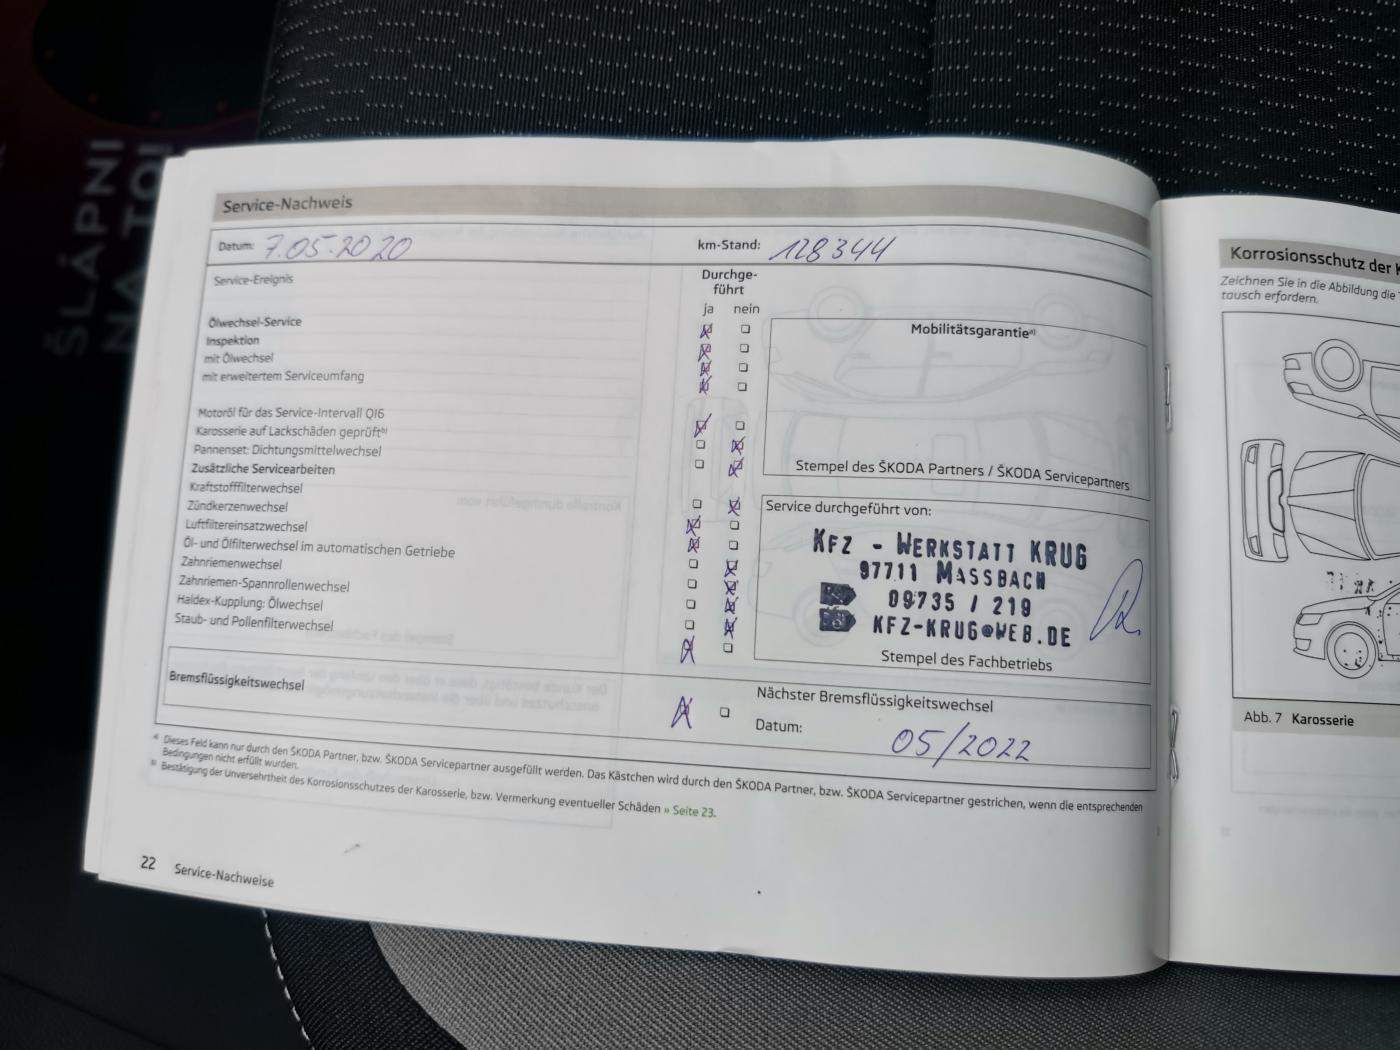 ŠLÁPNI
NA TO!
Service-Nachweis
Datum: 7.05.2020 km-Stand: 128344
Service-Ereignis
Durchge-
führt
ja nein
Ölwechsel-Service
Inspektion
mit Ölwechsel
mit erweitertem Serviceumfang
Motoröl für das Service-Intervall QI6
Karosserie auf Lackschäden geprüft b)
Pannenset: Dichtungsmittelwechsel
Zusätzliche Servicearbeiten
Kraftstofffilterwechsel
Zündkerzenwechsel
Luftfiltereinsatzwechsel
Öl- und Ölfilterwechsel im automatischen Getriebe
Zahnriemenwechsel
Zahnriemen-Spannrollenwechsel
Haldex-Kupplung: Ölwechsel
Staub- und Pollenfilterwechsel
Mobilitätsgarantie a)
Stempel des ŠKODA Partners / ŠKODA Servicepartners
Service durchgeführt von:
KFZ - WERKSTATT KRUG
97711 MASSBACH
09735 / 219
KFZ-KRUG@WEB.DE
Stempel des Fachbetriebs
Bremsflüssigkeitswechsel
Nächster Bremsflüssigkeitswechsel
Datum: 05/2022
a) Dieses Feld kann nur durch den ŠKODA Partner, bzw. ŠKODA Servicepartner ausgefüllt werden. Das Kästchen wird durch den ŠKODA Partner, bzw. ŠKODA Servicepartner gestrichen, wenn die entsprechenden
Bedingungen nicht erfüllt wurden.
b) Bestätigung der Unversehrtheit des Korrosionsschutzes der Karosserie, bzw. Vermerkung eventueller Schäden » Seite 23.
22 Service-Nachweise
Korrosionsschutz der
Zeichnen Sie in die Abbildung die
tausch erfordern.
Abb. 7 Karosserie